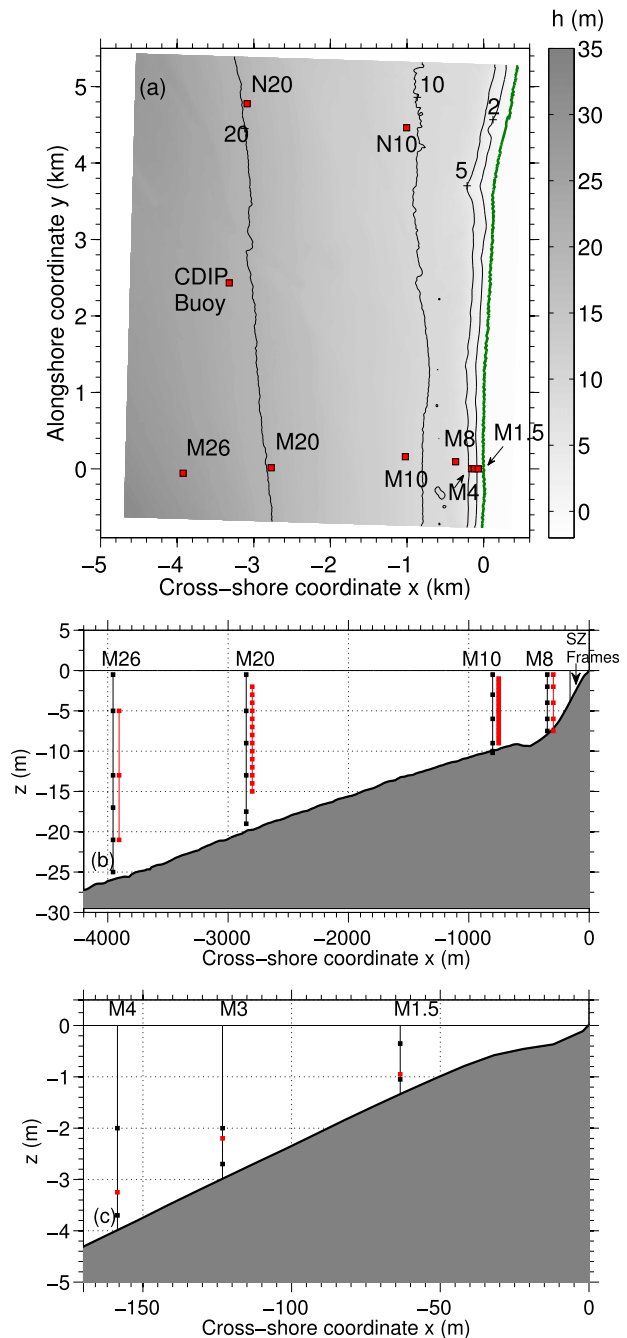 h (m)
(a)
N20
20
10
N10
2
5
CDIP
Buoy
M26
M20
M10
M8
M4
M1.5
5
4
3
2
1
0
Alongshore coordinate y (km)
−5
−4
−3
−2
−1
0
Cross−shore coordinate x (km)
35
30
25
20
15
10
5
0
M26
M20
M10
M8
SZ
Frames
5
0
−5
−10
−15
−20
−25
−30
z (m)
(b)
−4000
−3000
−2000
−1000
0
Cross−shore coordinate x (m)
M4
M3
M1.5
0
−1
−2
−3
−4
−5
z (m)
(c)
−150
−100
−50
0
Cross−shore coordinate x (m)